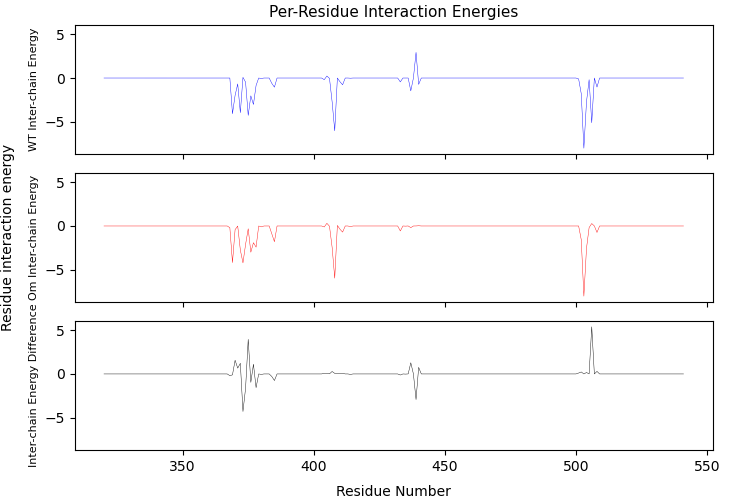 Per-Residue Interaction Energies
Residue interaction energy
WT Inter-chain Energy
5
0
−5
Om Inter-chain Energy
5
0
−5
Inter-chain Energy Difference
5
0
−5
350
400
450
500
550
Residue Number